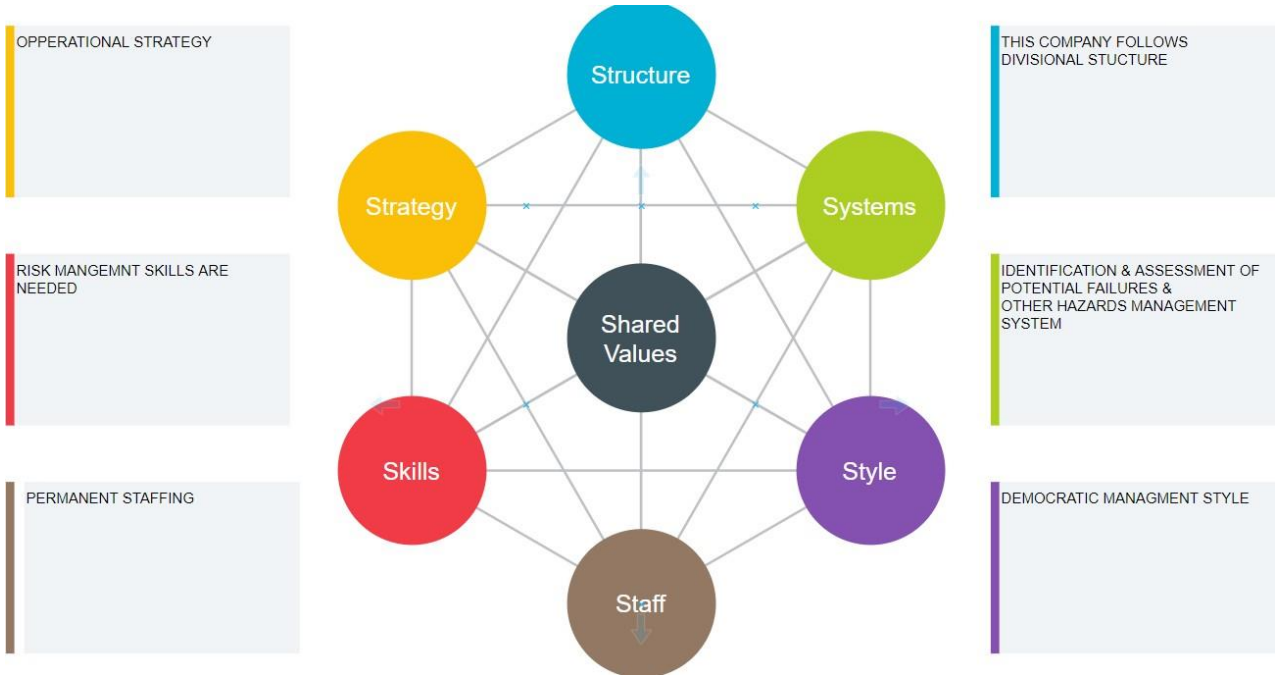 OPPERATIONAL STRATEGY
Structure
THIS COMPANY FOLLOWS
DIVISIONAL STUCTURE
Strategy
Systems
RISK MANGEMNT SKILLS ARE
NEEDED
Shared
Values
IDENTIFICATION & ASSESSMENT OF
POTENTIAL FAILURES &
OTHER HAZARDS MANAGEMENT
SYSTEM
Skills
Style
PERMANENT STAFFING
Staff
DEMOCRATIC MANAGMENT STYLE